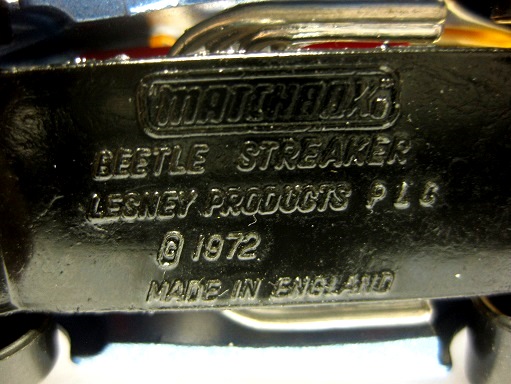 MATCHBOX®
BEETLE STREAKER
LESNEY PRODUCTS P L C
© 1972
MADE IN ENGLAND